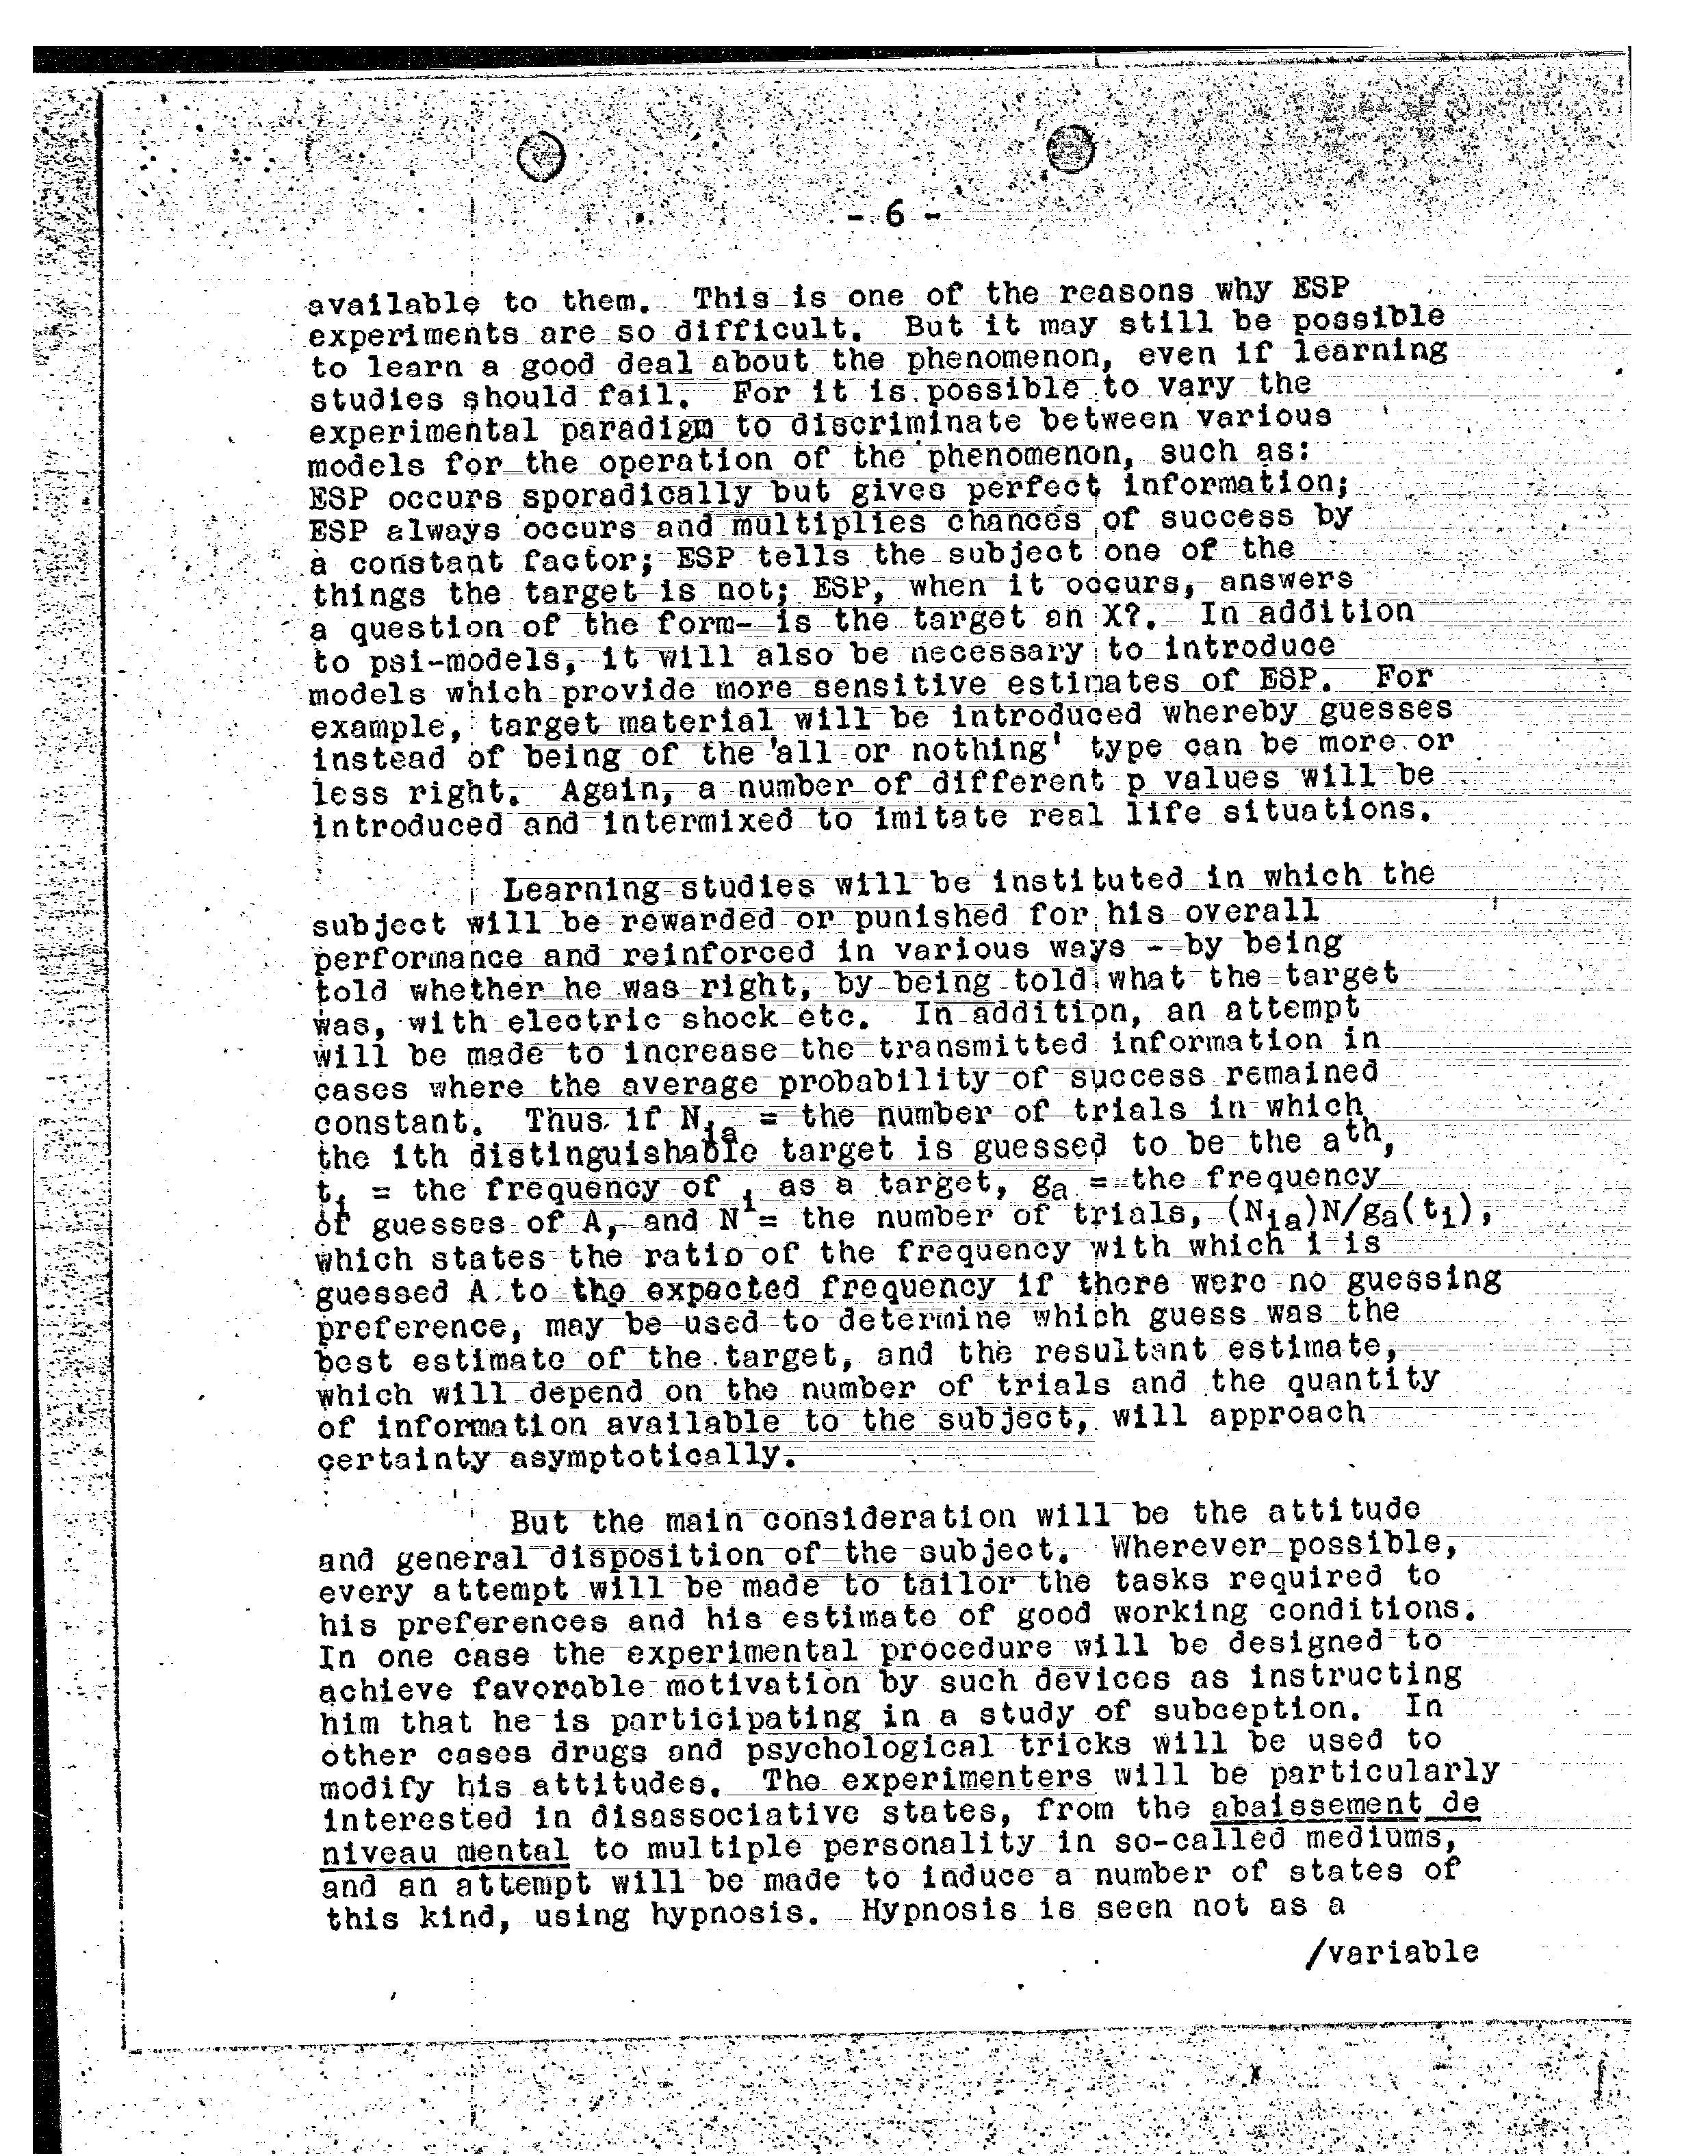 - 6 -
available to them. This is one of the reasons why ESP
experiments are so difficult. But it may still be possible
to learn a good deal about the phenomenon, even if learning
studies should fail. For it is possible to vary the
experimental paradigm to discriminate between various
models for the operation of the phenomenon, such as:
ESP occurs sporadically but gives perfect information;
ESP always occurs and multiplies chances of success by
a constant factor; ESP tells the subject one of the
things the target is not; ESP, when it occurs, answers
a question of the form- is the target an X?. In addition
to psi-models, it will also be necessary to introduce
models which provide more sensitive estimates of ESP. For
example, target material will be introduced whereby guesses
instead of being of the 'all or nothing' type can be more or
less right. Again, a number of different p values will be
introduced and intermixed to imitate real life situations.
Learning studies will be instituted in which the
subject will be rewarded or punished for his overall
performance and reinforced in various ways - by being
told whether he was right, by being told what the target
was, with electric shock etc. In addition, an attempt
will be made to increase the transmitted information in
cases where the average probability of success remained
constant. Thus if Nia = the number of trials in which
the ith distinguishable target is guessed to be the ath,
ti = the frequency of i as a target, ga = the frequency
of guesses of A, and N = the number of trials, (Nia)N/ga(ti),
which states the ratio of the frequency with which i is
guessed A to the expected frequency if there were no guessing
preference, may be used to determine which guess was the
best estimate of the target, and the resultant estimate,
which will depend on the number of trials and the quantity
of information available to the subject, will approach
certainty asymptotically.
But the main consideration will be the attitude
and general disposition of the subject. Wherever possible,
every attempt will be made to tailor the tasks required to
his preferences and his estimate of good working conditions.
In one case the experimental procedure will be designed to
achieve favorable motivation by such devices as instructing
him that he is participating in a study of subception. In
other cases drugs and psychological tricks will be used to
modify his attitudes. The experimenters will be particularly
interested in disassociative states, from the abaissement de
niveau mental to multiple personality in so-called mediums,
and an attempt will be made to induce a number of states of
this kind, using hypnosis. Hypnosis is seen not as a
/variable